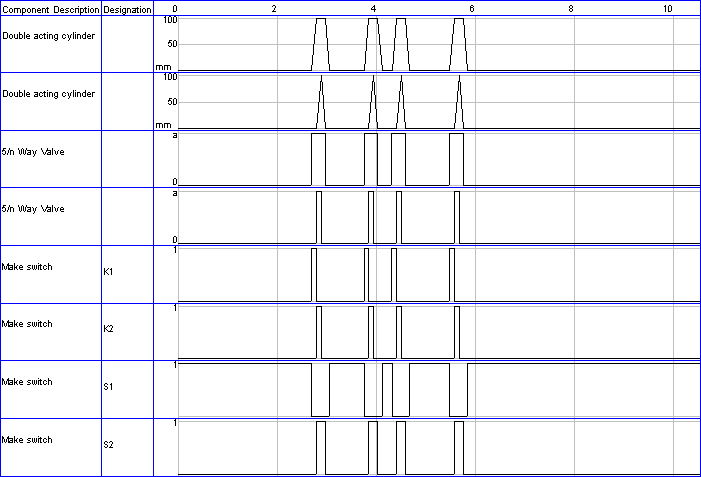 Component Description Designation 0 2 4 6 8 10
100
Double acting cylinder
50
mm
100
Double acting cylinder
50
mm
a
5/n Way Valve
0
a
5/n Way Valve
0
1
Make switch
K1
1
Make switch
K2
1
Make switch
S1
1
Make switch
S2